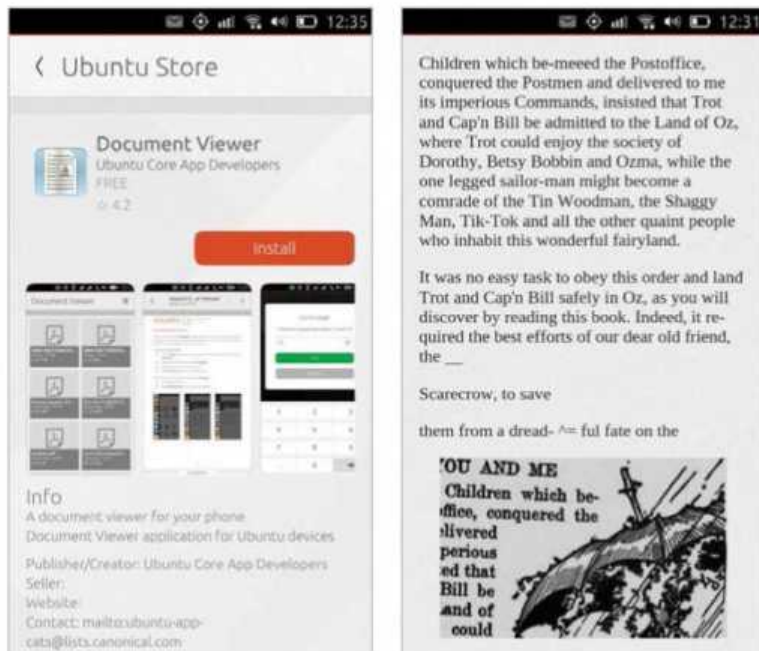 12:35
Ubuntu Store
Document Viewer
Ubuntu Core App Developers
FREE
4.2
Install
Document Viewer
Info
A document viewer for your phone
Document Viewer application for Ubuntu devices
Publisher/Creator: Ubuntu Core App Developers
Seller:
Website:
Contact: mailto:ubuntu-app-
cats@lists.canonical.com
12:31
Children which be-meeed the Postoffice,
conquered the Postmen and delivered to me
its imperious Commands, insisted that Trot
and Cap'n Bill be admitted to the Land of Oz,
where Trot could enjoy the society of
Dorothy, Betsy Bobbin and Ozma, while the
one legged sailor-man might become a
comrade of the Tin Woodman, the Shaggy
Man, Tik-Tok and all the other quaint people
who inhabit this wonderful fairyland.
It was no easy task to obey this order and land
Trot and Cap'n Bill safely in Oz, as you will
discover by reading this book. Indeed, it re-
quired the best efforts of our dear old friend,
the __
Scarecrow, to save
them from a dread- ^= ful fate on the
'OU AND ME
Children which be-
ffice, conquered the
livered
perious
ed that
Bill be
and of
could